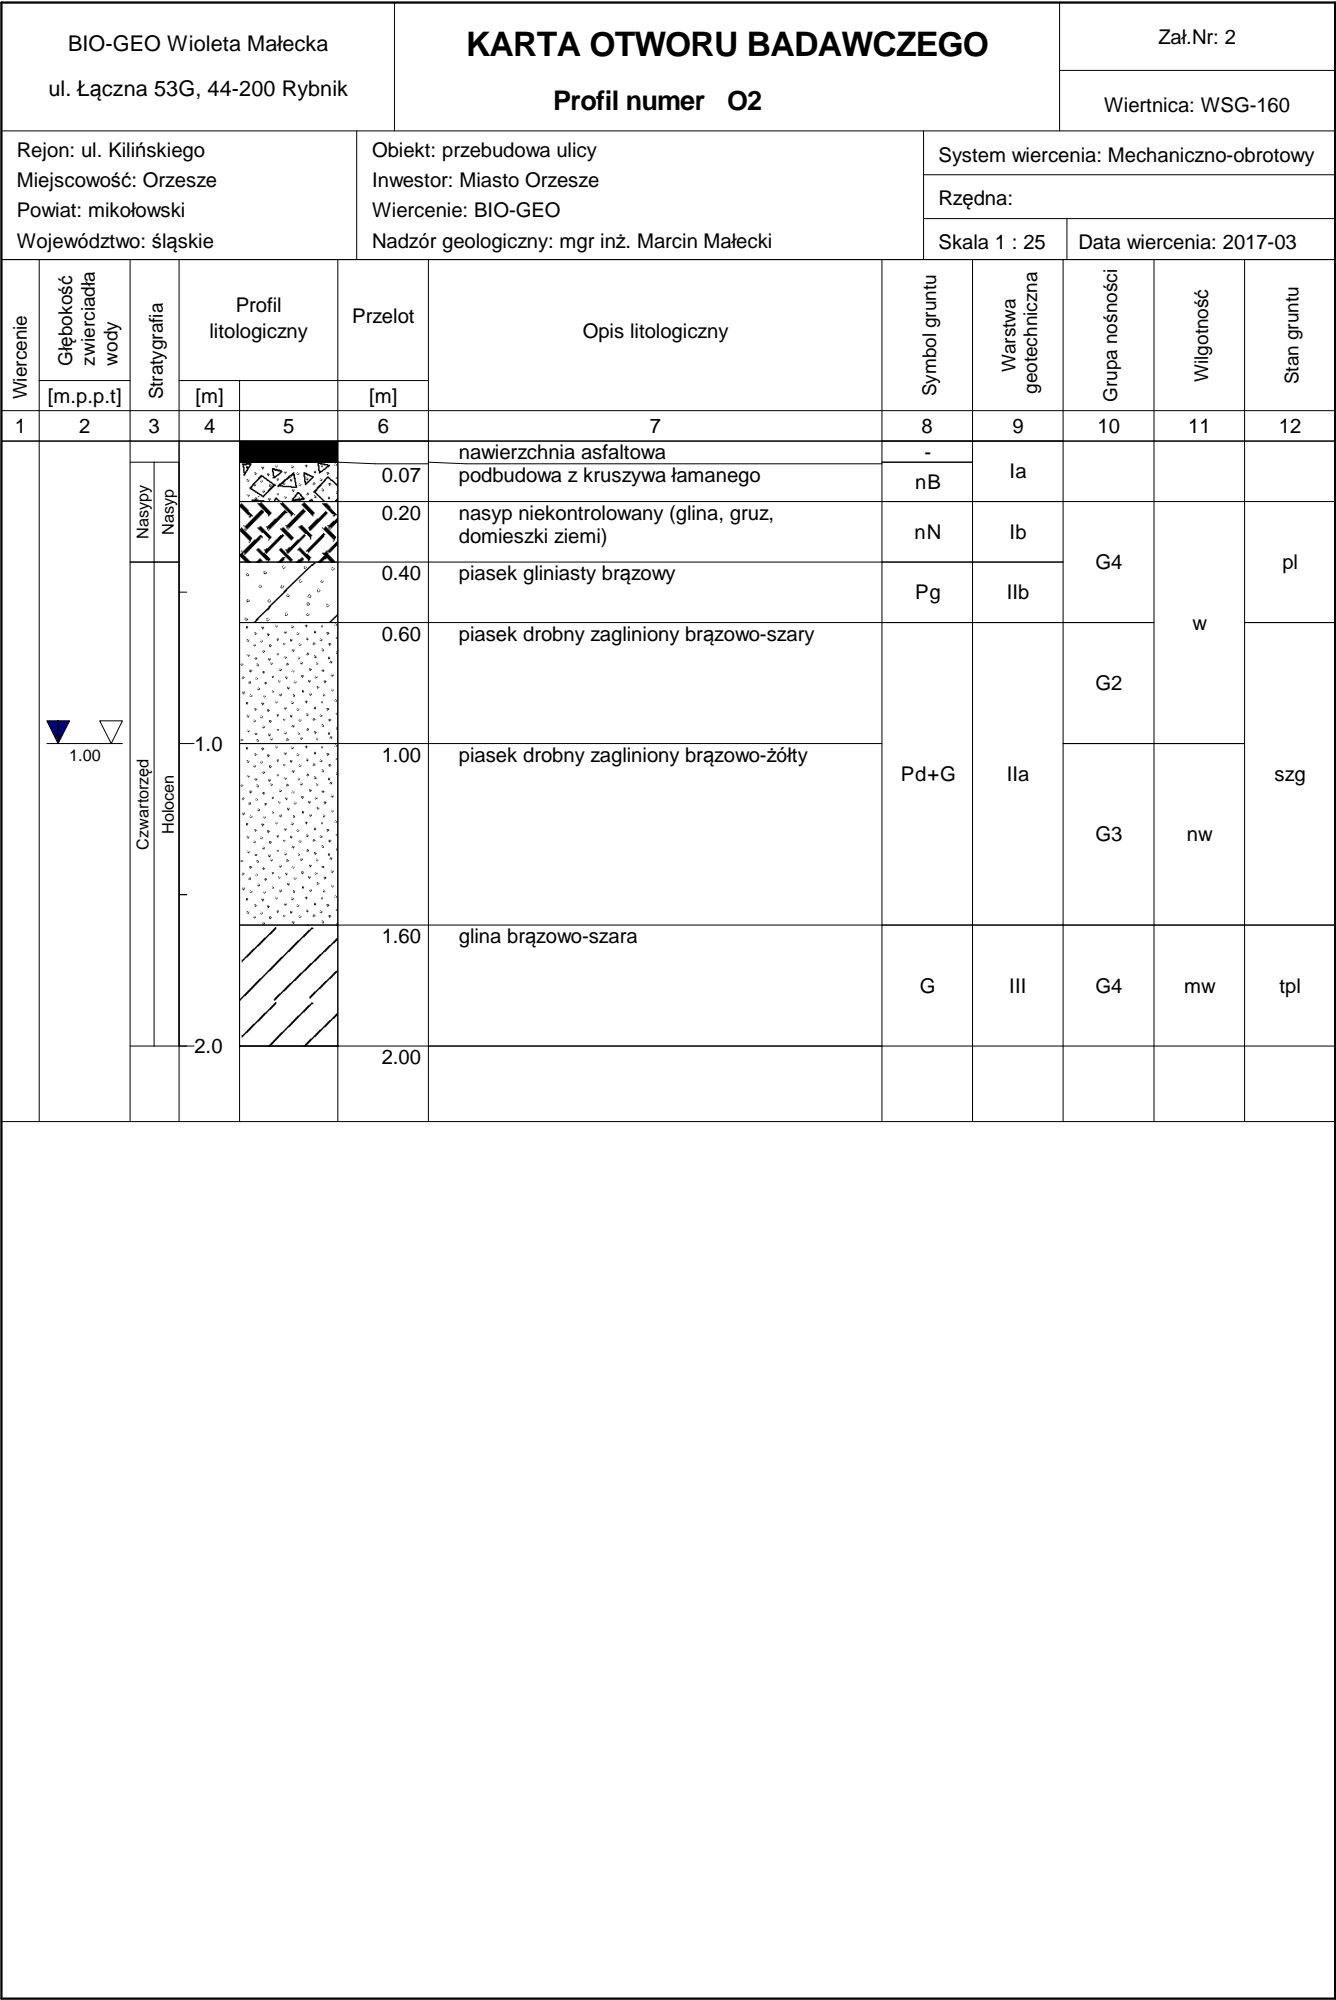 BIO-GEO Wioleta Małecka
ul. Łączna 53G, 44-200 Rybnik
KARTA OTWORU BADAWCZEGO
Profil numer O2
Zał.Nr: 2
Wiertnica: WSG-160
Rejon: ul. Kilińskiego
Miejscowość: Orzesze
Powiat: mikołowski
Województwo: śląskie
Obiekt: przebudowa ulicy
Inwestor: Miasto Orzesze
Wiercenie: BIO-GEO
Nadzór geologiczny: mgr inż. Marcin Małecki
System wiercenia: Mechaniczno-obrotowy
Rzędna:
Skala 1 : 25
Data wiercenia: 2017-03
Wiercenie
Głębokość
zwierciadła
wody
[m.p.p.t]
Stratygrafia
Profil
litologiczny
[m]
Przelot
[m]
Opis litologiczny
Symbol gruntu
Warstwa
geotechniczna
Grupa nośności
Wilgotność
Stan gruntu
1 2 3 4 5 6 7 8 9 10 11 12
nawierzchnia asfaltowa
-
0.07 podbudowa z kruszywa łamanego
nB
Ia
Nasypy
Nasyp
0.20 nasyp niekontrolowany (glina, gruz,
domieszki ziemi)
nN Ib
G4
pl
0.40 piasek gliniasty brązowy
Pg IIb
w
0.60 piasek drobny zagliniony brązowo-szary
G2
1.00
1.0
Czwartorzęd
Holocen
1.00 piasek drobny zagliniony brązowo-żółty
Pd+G IIa
szg
G3 nw
1.60 glina brązowo-szara
G III G4 mw tpl
2.0
2.00